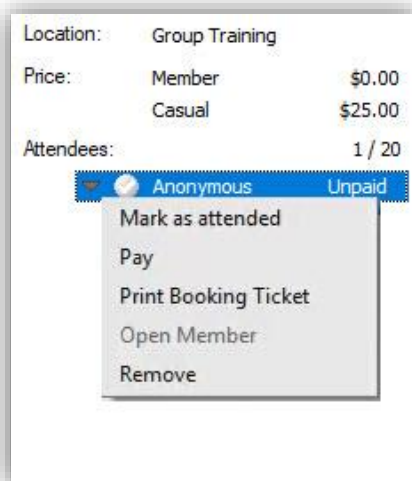 Location: Group Training
Price: Member $0.00
Casual $25.00
Attendees: 1 / 20
Anonymous Unpaid
Mark as attended
Pay
Print Booking Ticket
Open Member
Remove